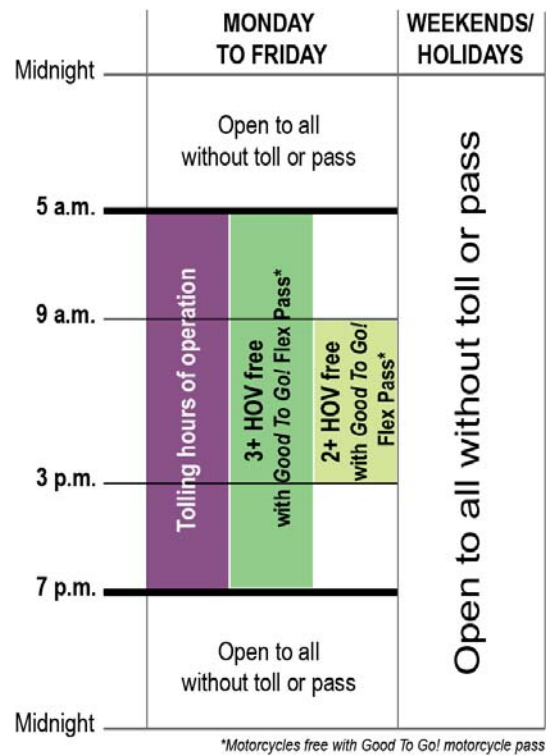 MONDAY
TO FRIDAY
WEEKENDS/
HOLIDAYS
Midnight
Open to all
without toll or pass
5 a.m.
9 a.m.
3 p.m.
7 p.m.
Tolling hours of operation
3+ HOV free
with Good To Go! Flex Pass*
2+ HOV free
with Good To Go!
Flex Pass*
Open to all without toll or pass
Open to all
without toll or pass
Midnight
*Motorcycles free with Good To Go! motorcycle pass